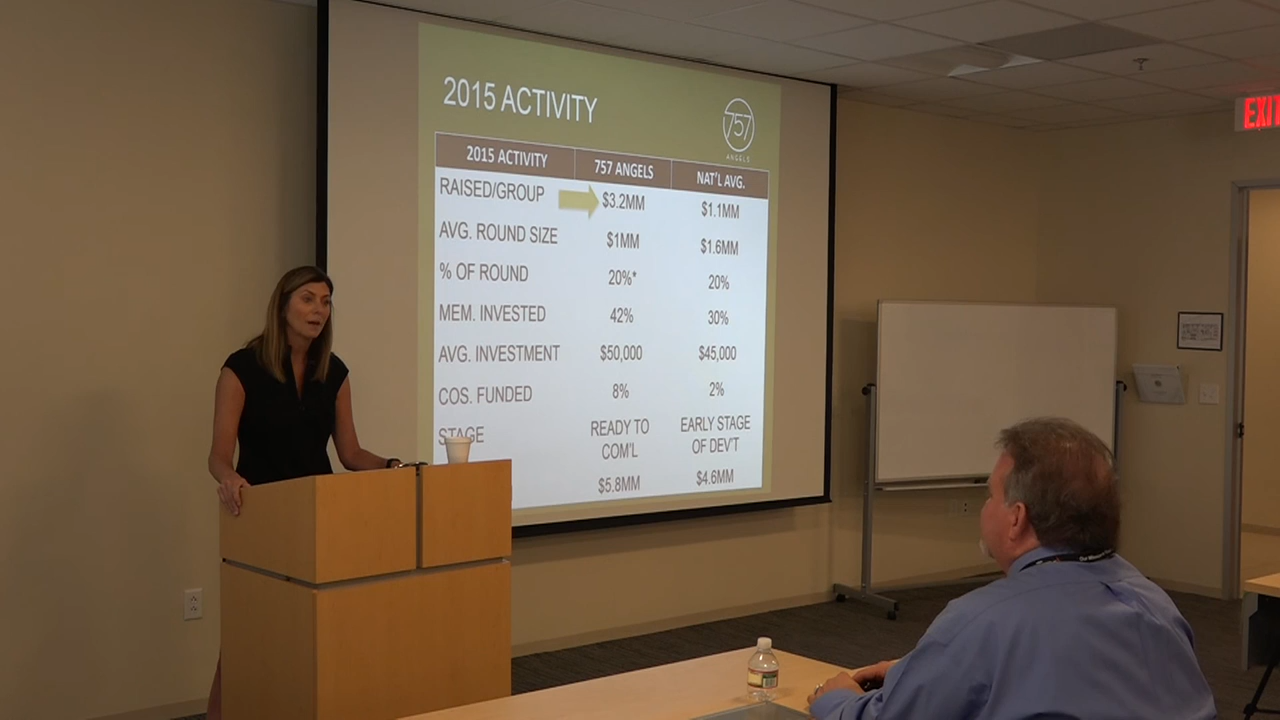 2015 ACTIVITY
757
ANGELS
2015 ACTIVITY 757 ANGELS NAT'L AVG.
RAISED/GROUP $3.2MM $1.1MM
AVG. ROUND SIZE $1MM $1.6MM
% OF ROUND 20%* 20%
MEM. INVESTED 42% 30%
AVG. INVESTMENT $50,000 $45,000
COS. FUNDED 8% 2%
STAGE READY TO COM'L EARLY STAGE OF DEV'T
$5.8MM $4.6MM
EXIT